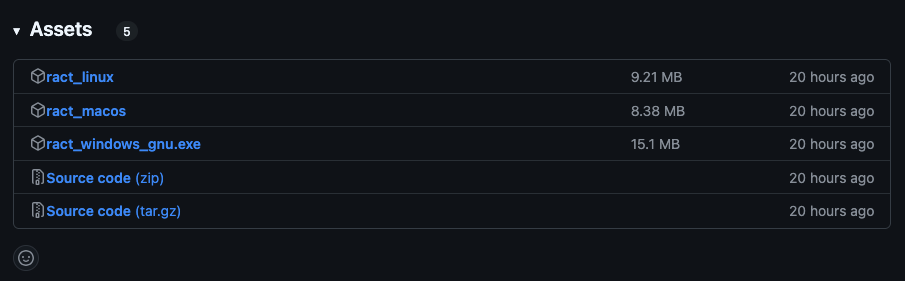 Assets 5
ract_linux 9.21 MB 20 hours ago
ract_macos 8.38 MB 20 hours ago
ract_windows_gnu.exe 15.1 MB 20 hours ago
Source code (zip) 20 hours ago
Source code (tar.gz) 20 hours ago